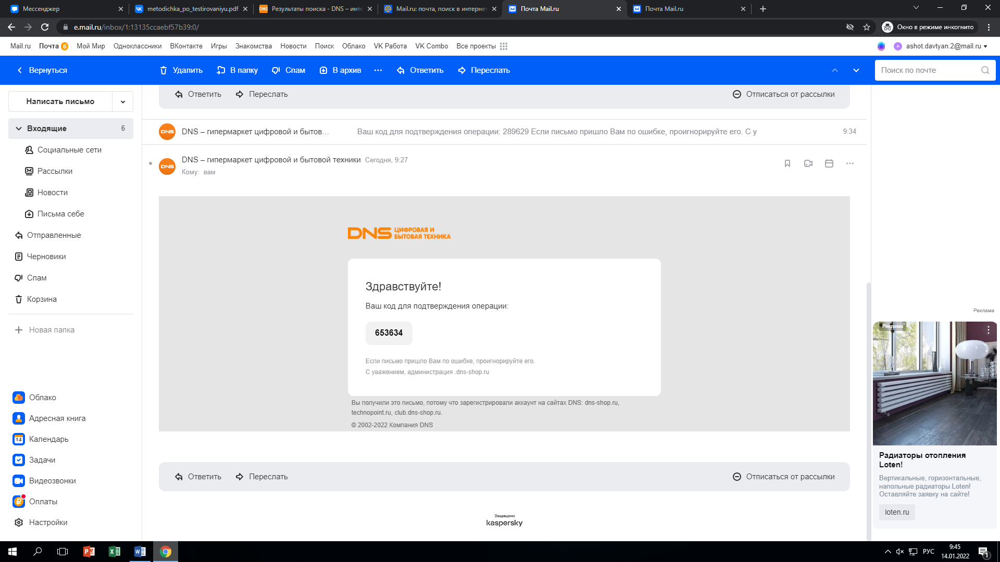 Мессенджер
metodichka_po_testirovaniyu.pdf
Результаты поиска - DNS – инте
Mail.ru: почта, поиск в интернет
Почта Mail.ru
Почта Mail.ru
e.mail.ru/inbox/1:13135ccaebf57b39:0/
Окно в режиме инкогнито
Mail.ru
Почта 6
Мой Мир
Одноклассники
ВКонтакте
Игры
Знакомства
Новости
Поиск
Облако
VK Работа
VK Combo
Все проекты
ashot.davtyan.2@mail.ru
Вернуться
Удалить
В папку
Спам
В архив
Ответить
Переслать
Поиск по почте
Написать письмо
Входящие 6
Социальные сети
Рассылки
Новости
Письма себе
Отправленные
Черновики
Спам
Корзина
Новая папка
Облако
Адресная книга
14 Календарь
Задачи
Видеозвонки
Оплаты
Настройки
Ответить
Переслать
Отписаться от рассылки
DNS DNS – гипермаркет цифровой и бытов…
Ваш код для подтверждения операции: 289629 Если письмо пришло Вам по ошибке, проигнорируйте его. С у
9:34
DNS DNS – гипермаркет цифровой и бытовой техники Сегодня, 9:27
Кому: вам
DNS ЦИФРОВАЯ И
БЫТОВАЯ ТЕХНИКА
Здравствуйте!
Ваш код для подтверждения операции:
653634
Если письмо пришло Вам по ошибке, проигнорируйте его.
С уважением, администрация .dns-shop.ru
Вы получили это письмо, потому что зарегистрировали аккаунт на сайтах DNS: dns-shop.ru,
technopoint.ru, club.dns-shop.ru.
© 2002-2022 Компания DNS
Ответить
Переслать
Отписаться от рассылки
Защищено
kaspersky
Реклама
Реклама
Радиаторы отопления
Loten!
Вертикальные, горизонтальные,
напольные радиаторы Loten!
Оставляйте заявку на сайте!
loten.ru
РУС
9:45
14.01.2022
1